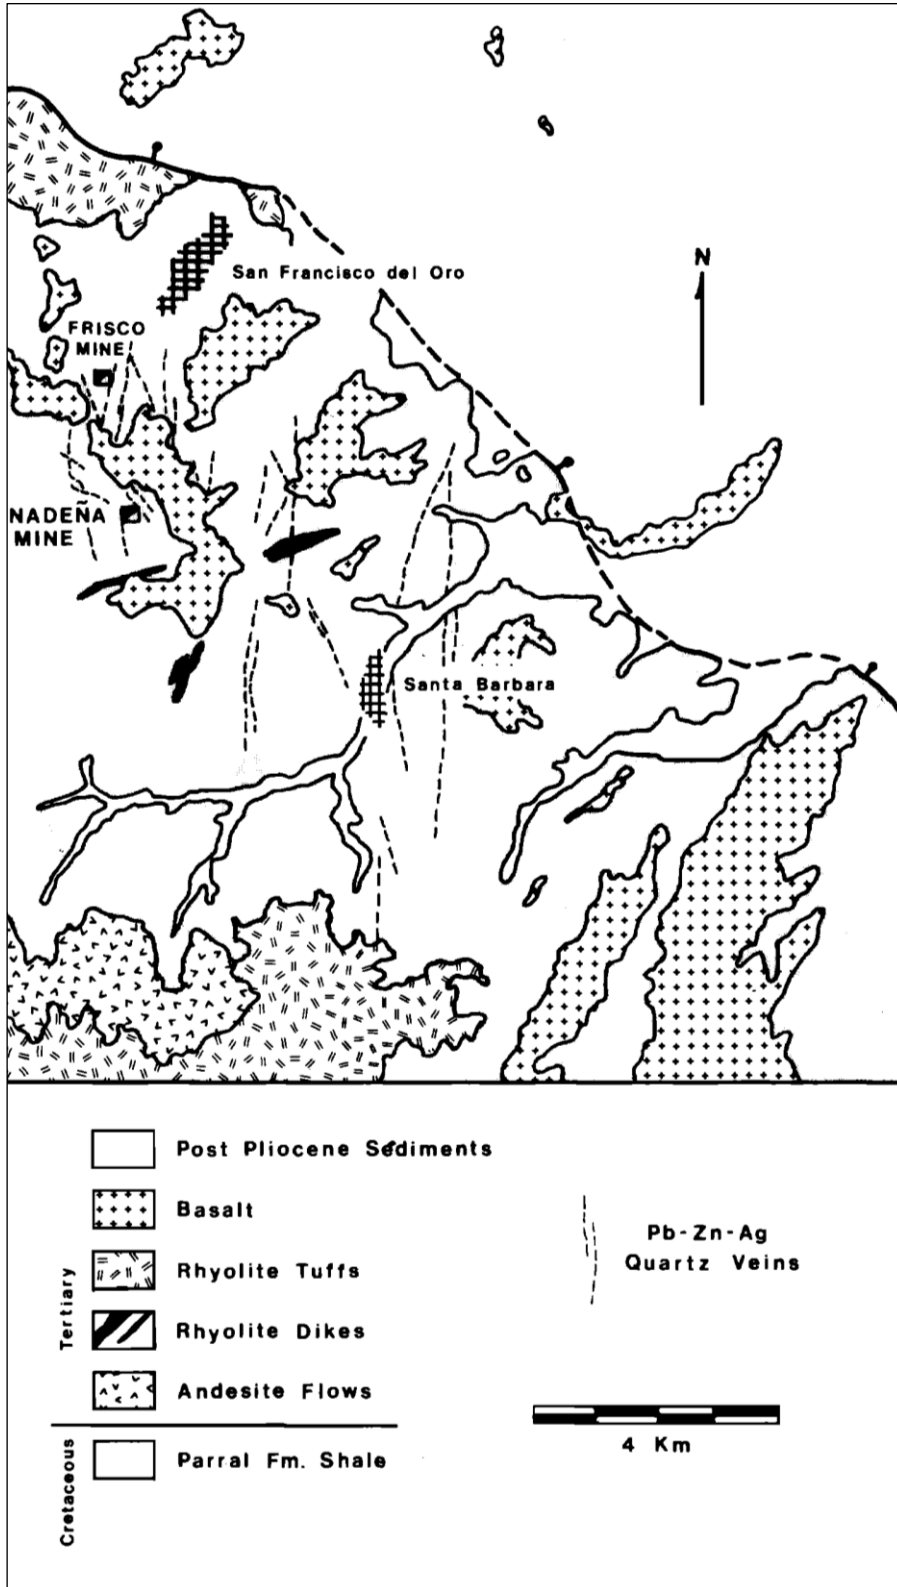 N
San Francisco del Oro
FRISCO
MINE
NADEÑA
MINE
Santa Barbara
Post Pliocene Sediments
Basalt
Rhyolite Tuffs
Rhyolite Dikes
Andesite Flows
Parral Fm. Shale
Tertiary
Cretaceous
Pb-Zn-Ag
Quartz Veins
4 Km